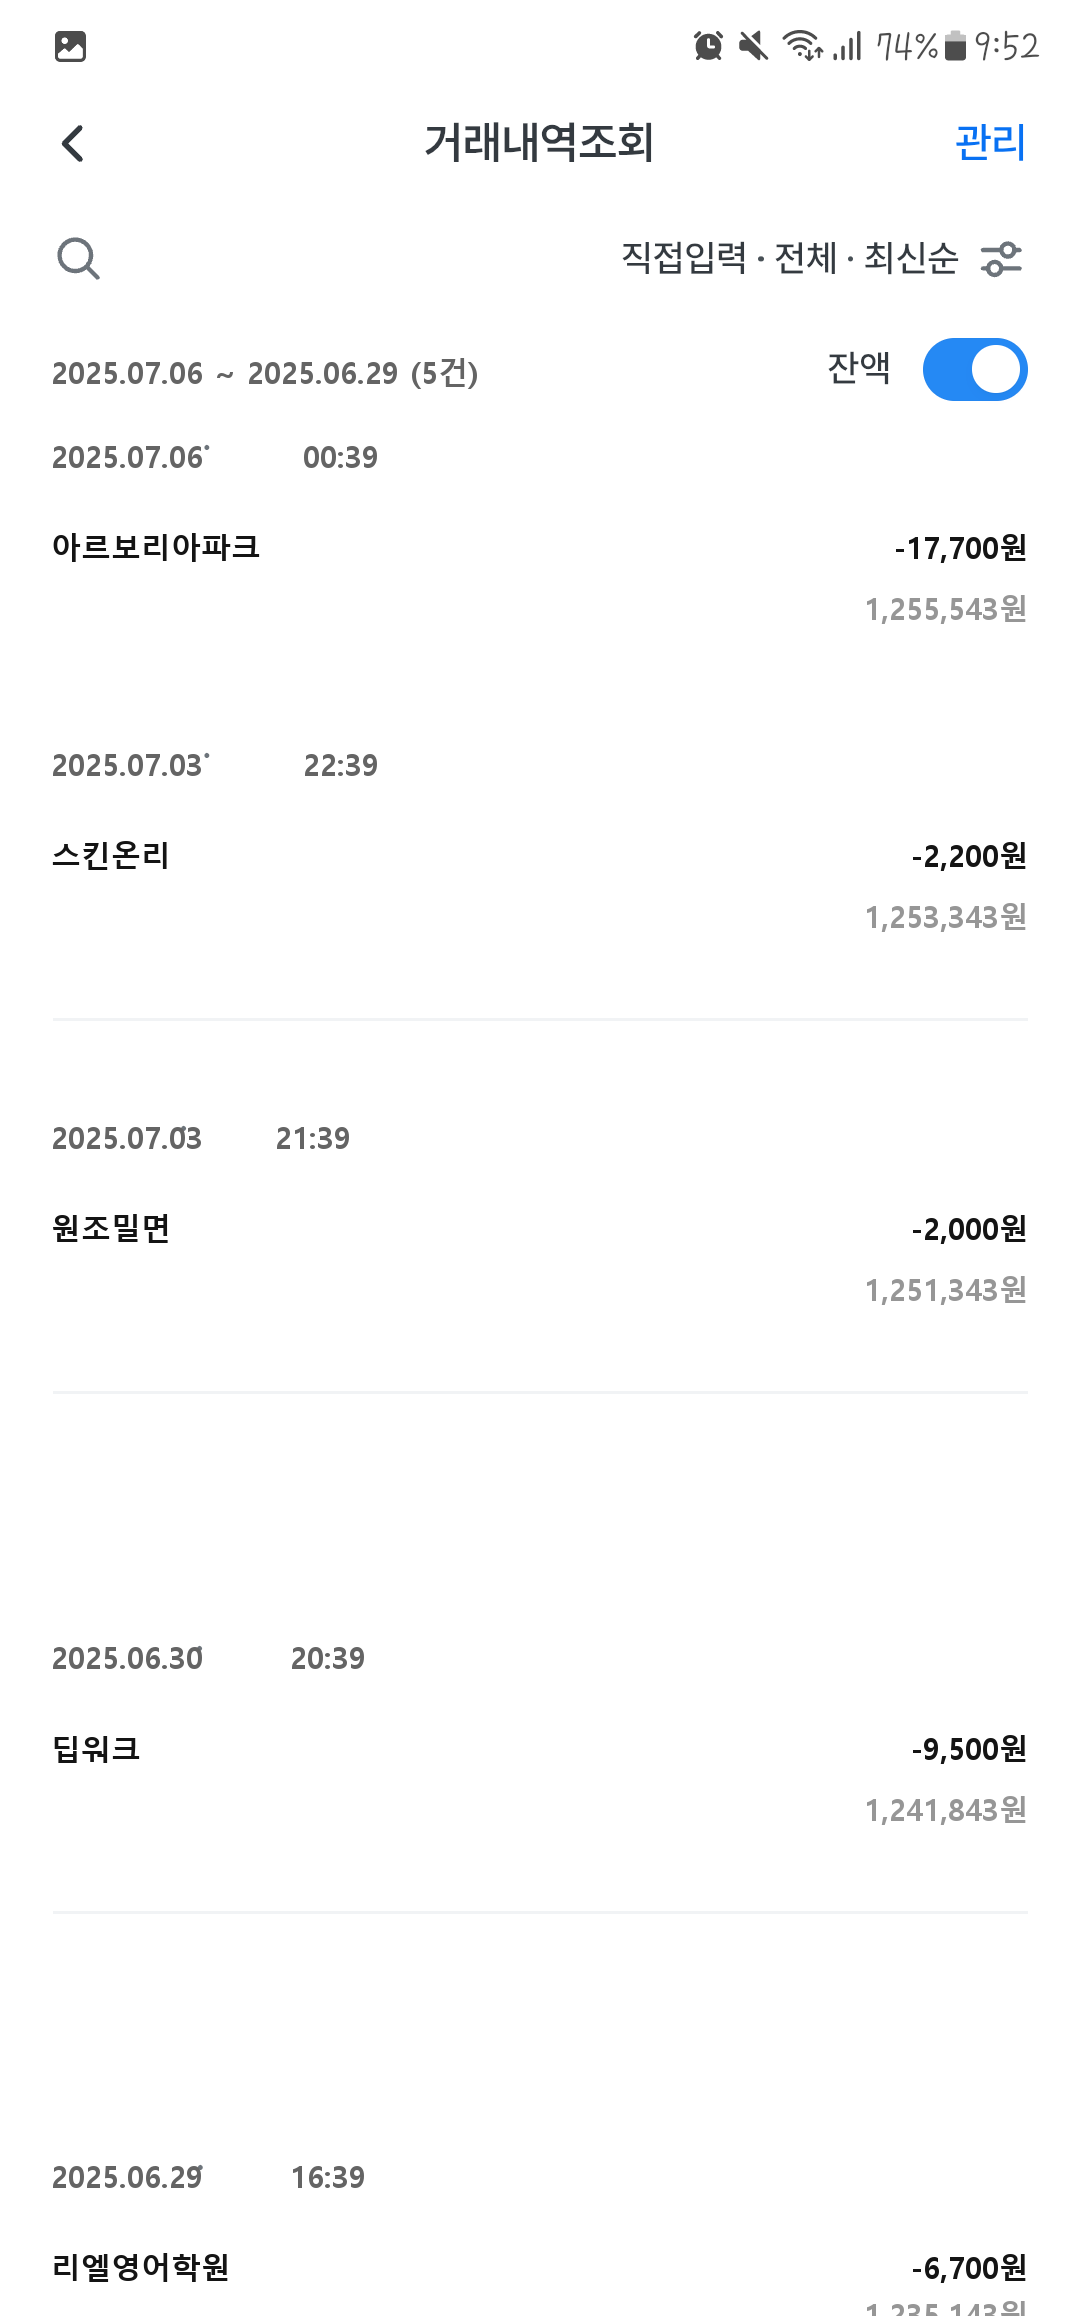 74% 9:52
거래내역조회 관리
직접입력 · 전체 · 최신순
2025.07.06 ~ 2025.06.29 (5건) 잔액
2025.07.06 00:39
아르보리아파크 -17,700원
1,255,543원
2025.07.03 22:39
스킨온리 -2,200원
1,253,343원
2025.07.03 21:39
원조밀면 -2,000원
1,251,343원
2025.06.30 20:39
딥워크 -9,500원
1,241,843원
2025.06.29 16:39
리엘영어학원 -6,700원
1,235,143원